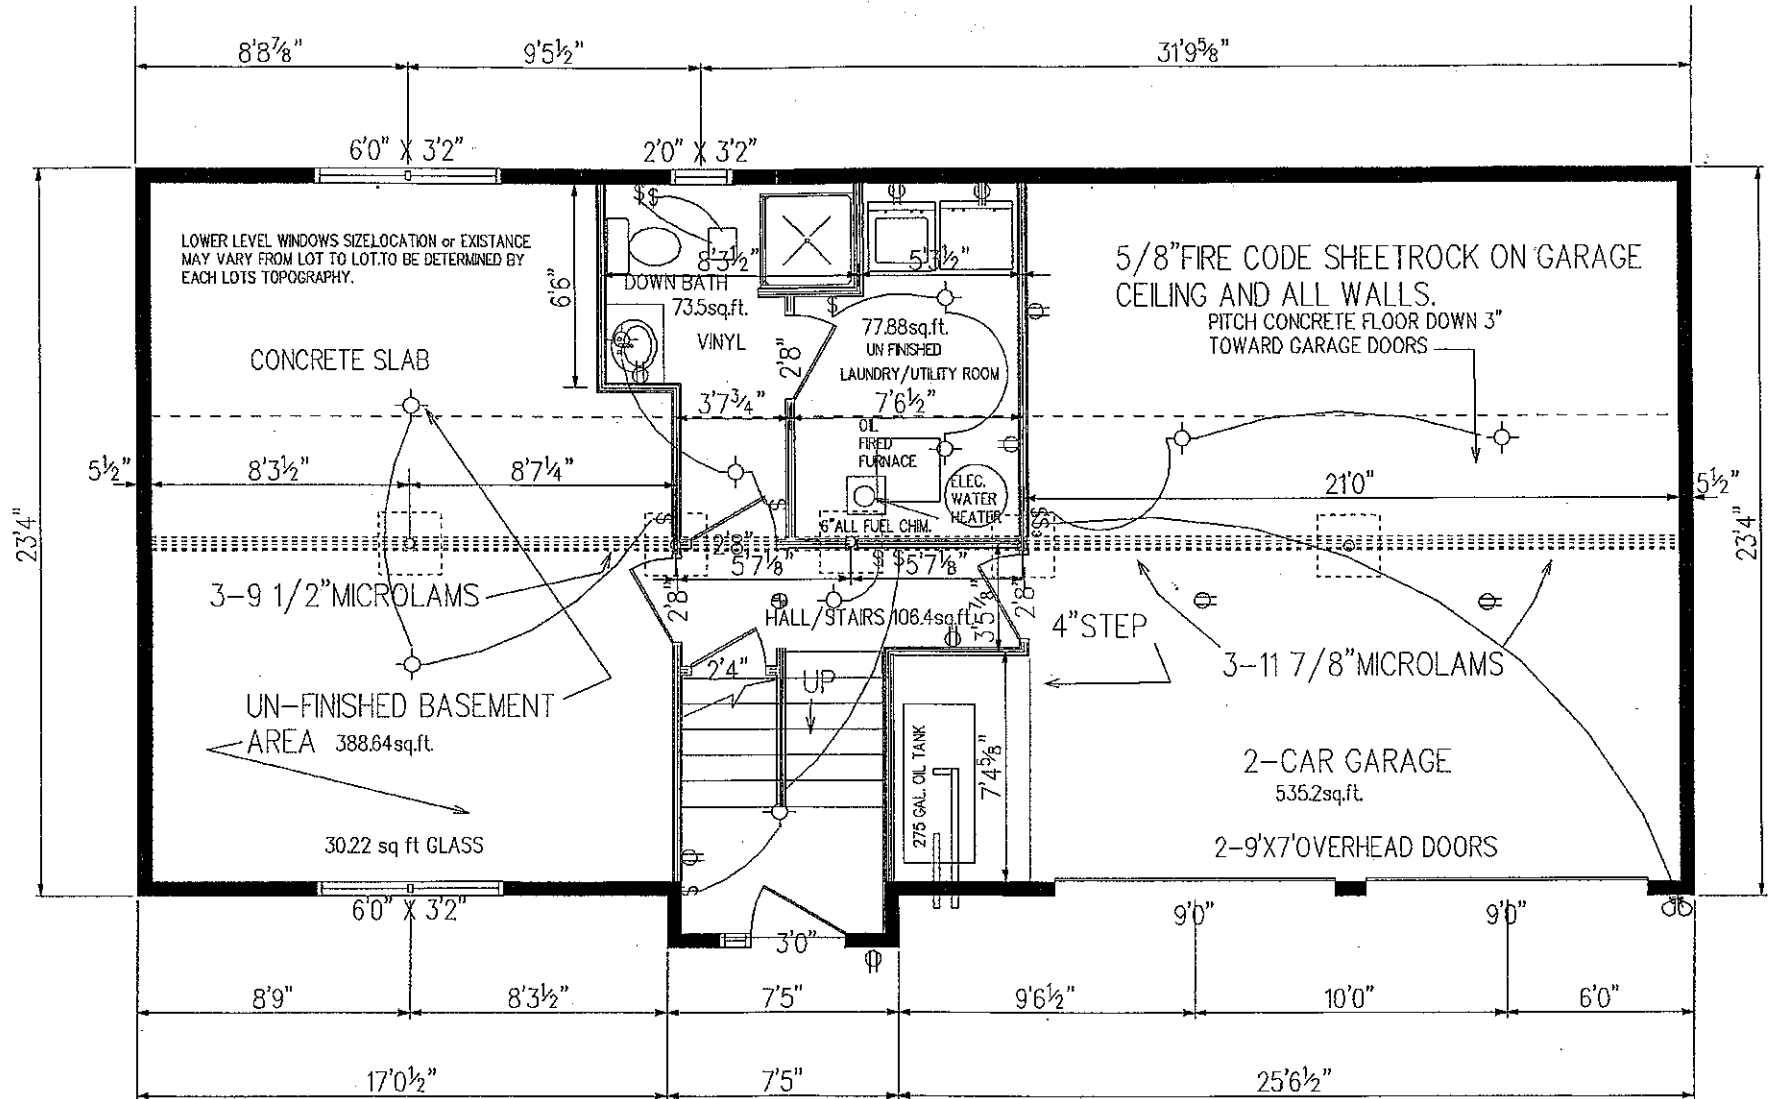 8'8⅞" 9'5½" 31'9⅝"
6'0" X 3'2" 2'0" X 3'2"
LOWER LEVEL WINDOWS SIZE,LOCATION or EXISTANCE
MAY VARY FROM LOT TO LOT.TO BE DETERMINED BY
EACH LOTS TOPOGRAPHY.
6'6"
$ $
8'3½" 5'3½"
DOWN BATH
73.5sq.ft.
VINYL
$
2'8"
77.88sq.ft.
UN FINISHED
LAUNDRY/UTILITY ROOM
5/8"FIRE CODE SHEETROCK ON GARAGE
CEILING AND ALL WALLS.
PITCH CONCRETE FLOOR DOWN 3"
TOWARD GARAGE DOORS
CONCRETE SLAB
3'7¾" 7'6½"
OIL
FIRED
FURNACE
ELEC.
WATER
HEATER
6"ALL FUEL CHIM.
5½" 8'3½" 8'7¼" 21'0" 5½"
23'4" 23'4"
$ $ $$
2'8"
5'7⅛" $ $ 5'7⅛"
3-9 1/2"MICROLAMS
2'8"
HALL/STAIRS 106.4sq.ft.
3'5⅞"
2'8"
4"STEP
3-11 7/8"MICROLAMS
2'4"
UP
UN-FINISHED BASEMENT
AREA 388.64sq.ft.
275 GAL. OIL TANK
7'4⅝"
2-CAR GARAGE
535.2sq.ft.
30.22 sq ft GLASS
2-9'X7'OVERHEAD DOORS
$
6'0" X 3'2" 3'0" 9'0" 9'0"
8'9" 8'3½" 7'5" 9'6½" 10'0" 6'0"
17'0½" 7'5" 25'6½"